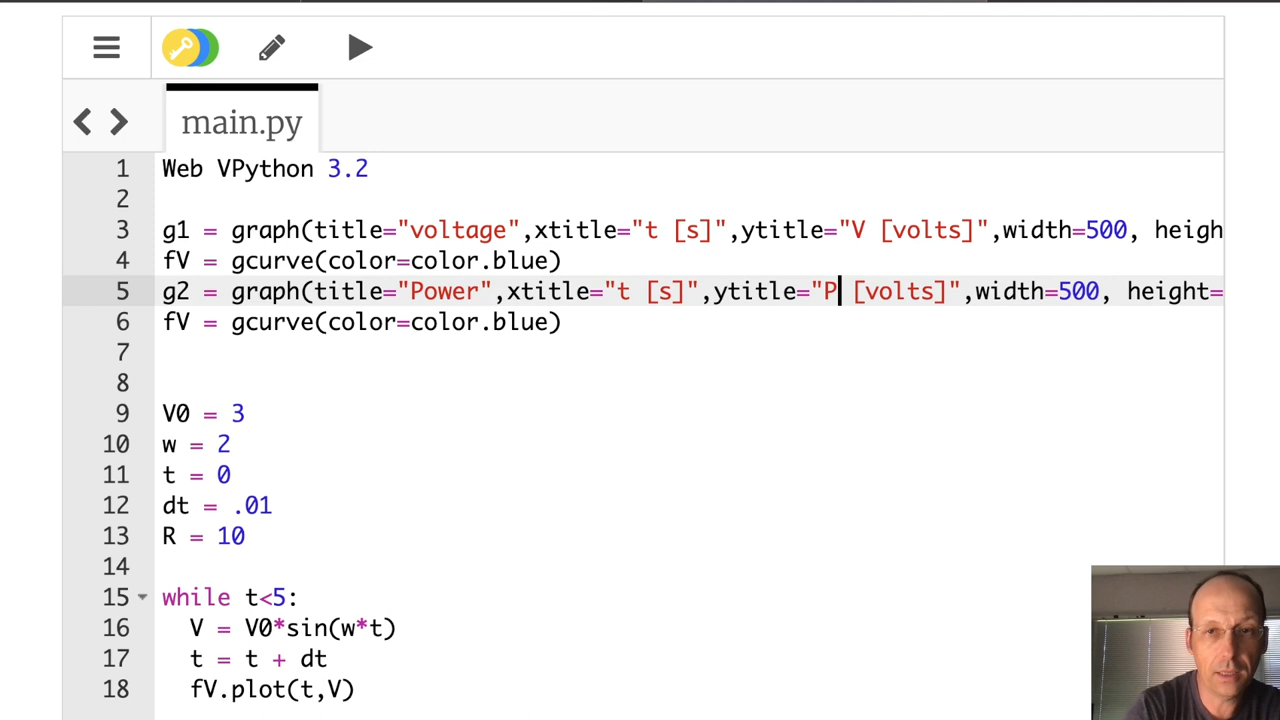 main.py
1 Web VPython 3.2
2
3 g1 = graph(title="voltage",xtitle="t [s]",ytitle="V [volts]",width=500, heigh
4 fV = gcurve(color=color.blue)
5 g2 = graph(title="Power",xtitle="t [s]",ytitle="P [volts]",width=500, height=
6 fV = gcurve(color=color.blue)
7
8
9 V0 = 3
10 w = 2
11 t = 0
12 dt = .01
13 R = 10
14
15 while t<5:
16 V = V0*sin(w*t)
17 t = t + dt
18 fV.plot(t,V)